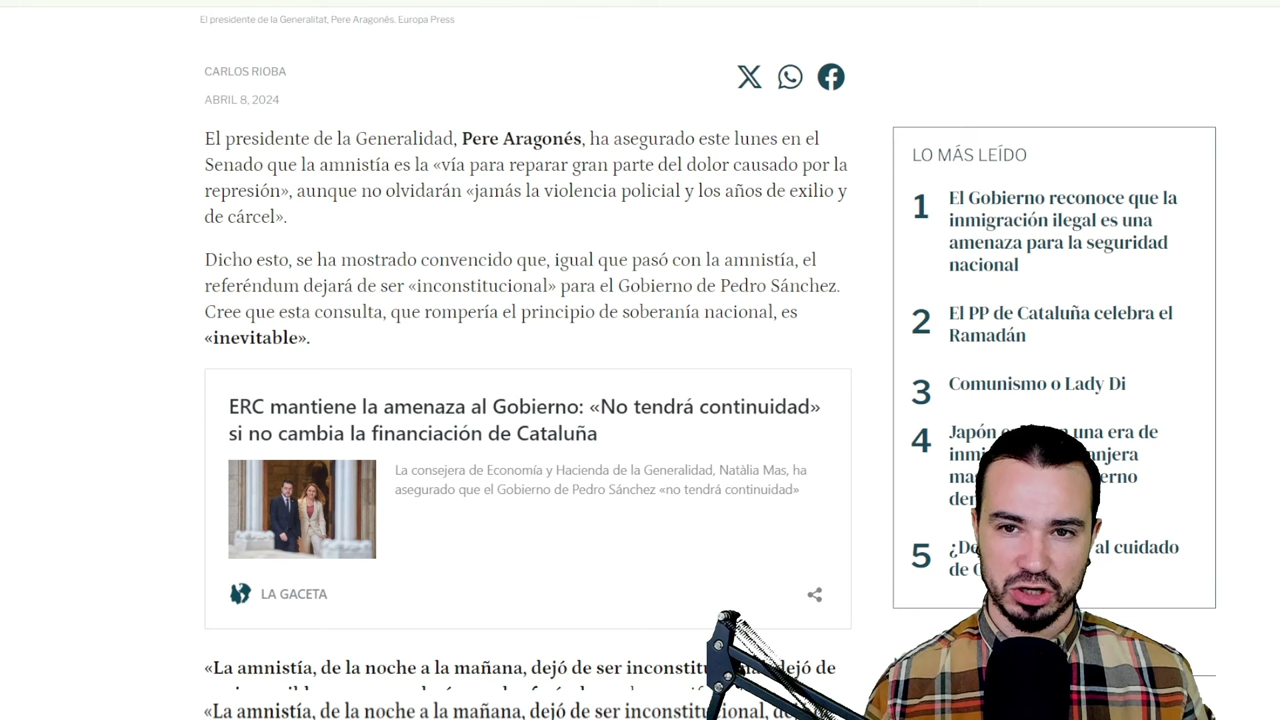 El presidente de la Generalitat, Pere Aragonés. Europa Press
CARLOS RIOBA
ABRIL 8, 2024
El presidente de la Generalidad, Pere Aragonés, ha asegurado este lunes en el
Senado que la amnistía es la «vía para reparar gran parte del dolor causado por la
represión», aunque no olvidarán «jamás la violencia policial y los años de exilio y
de cárcel».
Dicho esto, se ha mostrado convencido que, igual que pasó con la amnistía, el
referéndum dejará de ser «inconstitucional» para el Gobierno de Pedro Sánchez.
Cree que esta consulta, que rompería el principio de soberanía nacional, es
«inevitable».
ERC mantiene la amenaza al Gobierno: «No tendrá continuidad»
si no cambia la financiación de Cataluña
La consejera de Economía y Hacienda de la Generalidad, Natàlia Mas, ha
asegurado que el Gobierno de Pedro Sánchez «no tendrá continuidad»
LA GACETA
«La amnistía, de la noche a la mañana, dejó de ser dejó de
«La amnistía, de la noche a la mañana, dejó de ser
LO MÁS LEÍDO
1 El Gobierno reconoce que la
inmigración ilegal es una
amenaza para la seguridad
nacional
2 El PP de Cataluña celebra el
Ramadán
3 Comunismo o Lady Di
4 Japón una era de
5 al cuidado
de